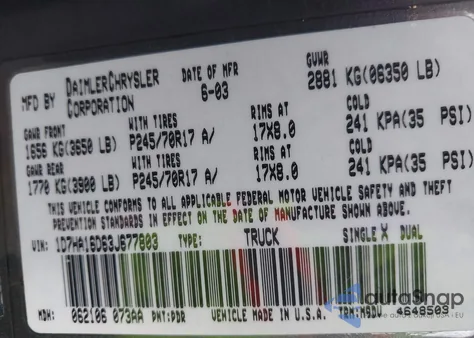 MFD BY DAIMLERCHRYSLER CORPORATION DATE OF MFR 6-03 GVWR 2881 KG(06350 LB)
GAWR FRONT WITH TIRES RIMS AT COLD
1656 KG(3650 LB) P245/70R17 A/ 17X8.0 241 KPA(35 PSI)
GAWR REAR WITH TIRES RIMS AT COLD
1770 KG(3900 LB) P245/70R17 A/ 17X8.0 241 KPA(35 PSI)
THIS VEHICLE CONFORMS TO ALL APPLICABLE FEDERAL MOTOR VEHICLE SAFETY AND THEFT
PREVENTION STANDARDS IN EFFECT ON THE DATE OF MANUFACTURE SHOWN ABOVE.
VIN: 1D7HA16D63J677803 TYPE: TRUCK SINGLE X DUAL
MDH: 062106 073AA PNT:PDR VEHICLE MADE IN U.S.A. 4648503
autoSnap